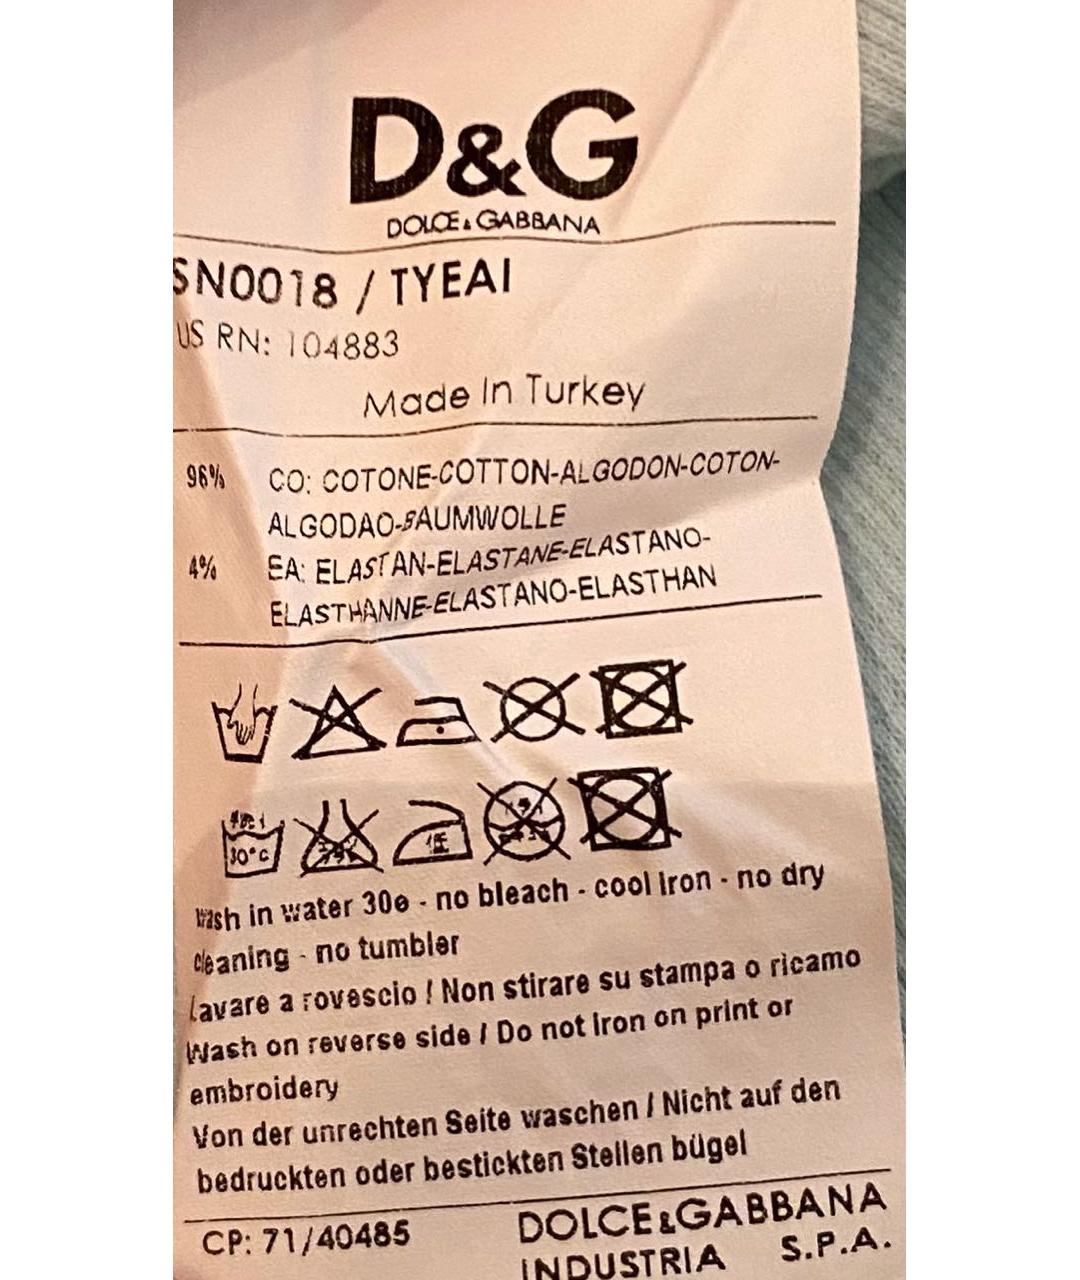 D&G
DOLCE & GABBANA
SN0018 / TYEAI
US RN: 104883
Made In Turkey
96% CO: COTONE-COTTON-ALGODON-COTON-
ALGODAO-BAUMWOLLE
4% EA: ELASTAN-ELASTANE-ELASTANO-
ELASTHANNE-ELASTANO-ELASTHAN
30°C 低
Wash in water 30e - no bleach - cool Iron - no dry
cleaning - no tumbler
Lavare a rovescio / Non stirare su stampa o ricamo
Wash on reverse side / Do not Iron on print or
embroidery
Von der unrechten Seite waschen / Nicht auf den
bedruckten oder bestickten Stellen bügel
CP: 71/40485 DOLCE&GABBANA
INDUSTRIA S.P.A.